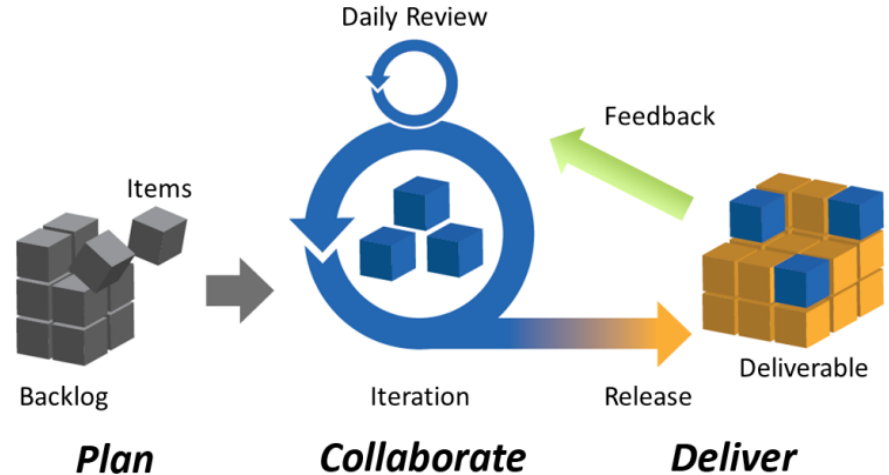 Daily Review
Feedback
Items
Backlog
Iteration
Release
Deliverable
Plan
Collaborate
Deliver